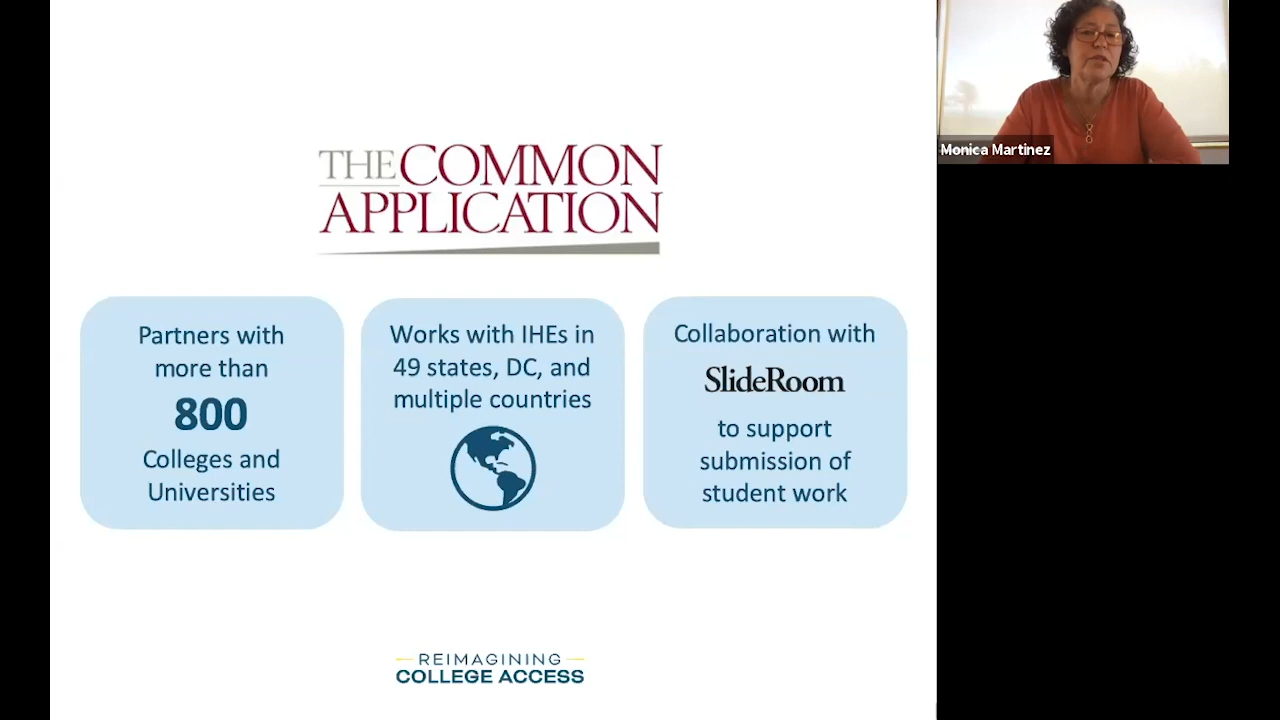 THE COMMON
APPLICATION
Partners with
more than
800
Colleges and
Universities
Works with IHEs in
49 states, DC, and
multiple countries
Collaboration with
SlideRoom
to support
submission of
student work
REIMAGINING
COLLEGE ACCESS
Monica Martinez